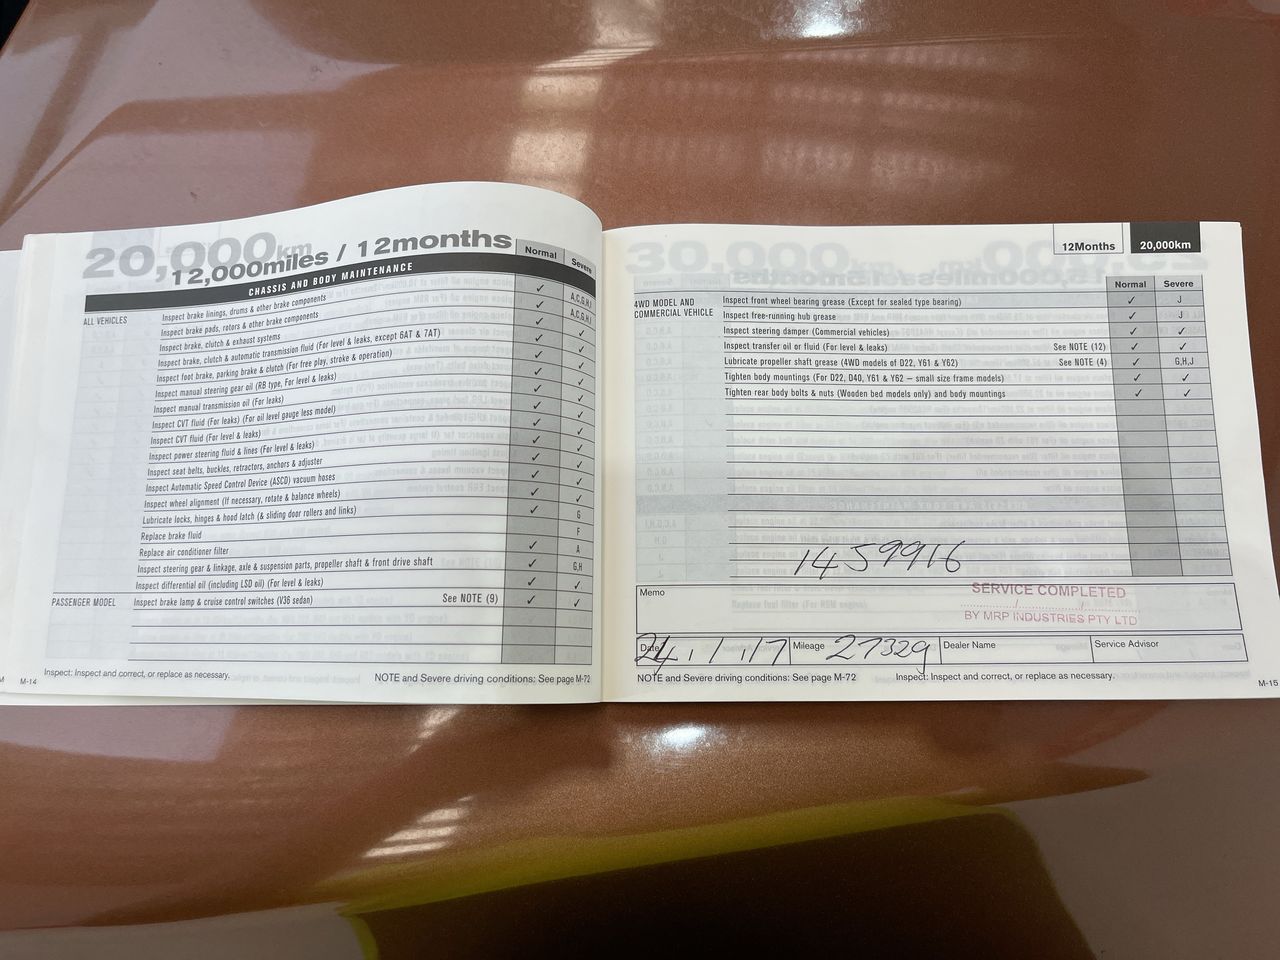 20,000km
12,000miles / 12months
Normal Severe
CHASSIS AND BODY MAINTENANCE
ALL VEHICLES Inspect brake linings, drums & other brake components ✓ A,C,G,H,I
Inspect brake pads, rotors & other brake components ✓ A,C,G,H,I
Inspect brake, clutch & exhaust systems ✓ ✓
Inspect brake, clutch & automatic transmission fluid (For level & leaks, except 6AT & 7AT) ✓ ✓
Inspect foot brake, parking brake & clutch (For free play, stroke & operation) ✓ ✓
Inspect manual steering gear oil (RB type, For level & leaks) ✓ ✓
Inspect manual transmission oil (For leaks) ✓ ✓
Inspect CVT fluid (For leaks) (For oil level gauge less model) ✓ ✓
Inspect CVT fluid (For level & leaks) ✓ ✓
Inspect power steering fluid & lines (For level & leaks) ✓ ✓
Inspect seat belts, buckles, retractors, anchors & adjuster ✓ ✓
Inspect Automatic Speed Control Device (ASCD) vacuum hoses ✓ ✓
Inspect wheel alignment (If necessary, rotate & balance wheels) ✓ ✓
Lubricate locks, hinges & hood latch (& sliding door rollers and links) ✓ G
Replace brake fluid F
Replace air conditioner filter ✓ A
Inspect steering gear & linkage, axle & suspension parts, propeller shaft & front drive shaft ✓ G,H
Inspect differential oil (including LSD oil) (For level & leaks) ✓ ✓
PASSENGER MODEL Inspect brake lamp & cruise control switches (V36 sedan) See NOTE (9) ✓ ✓
Inspect: Inspect and correct, or replace as necessary. NOTE and Severe driving conditions: See page M-72
M-14
12Months 20,000km
Normal Severe
4WD MODEL AND
COMMERCIAL VEHICLE
Inspect front wheel bearing grease (Except for sealed type bearing) ✓ J
Inspect free-running hub grease ✓ J
Inspect steering damper (Commercial vehicles) ✓ ✓
Inspect transfer oil or fluid (For level & leaks) See NOTE (12) ✓ ✓
Lubricate propeller shaft grease (4WD models of D22, Y61 & Y62) See NOTE (4) ✓ G,H,J
Tighten body mountings (For D22, D40, Y61 & Y62 – small size frame models) ✓ ✓
Tighten rear body bolts & nuts (Wooden bed models only) and body mountings ✓ ✓
1459916
Memo
SERVICE COMPLETED
BY MRP INDUSTRIES PTY LTD
Date 24/1/17 Mileage 27329 Dealer Name Service Advisor
NOTE and Severe driving conditions: See page M-72 Inspect: Inspect and correct, or replace as necessary.
M-15